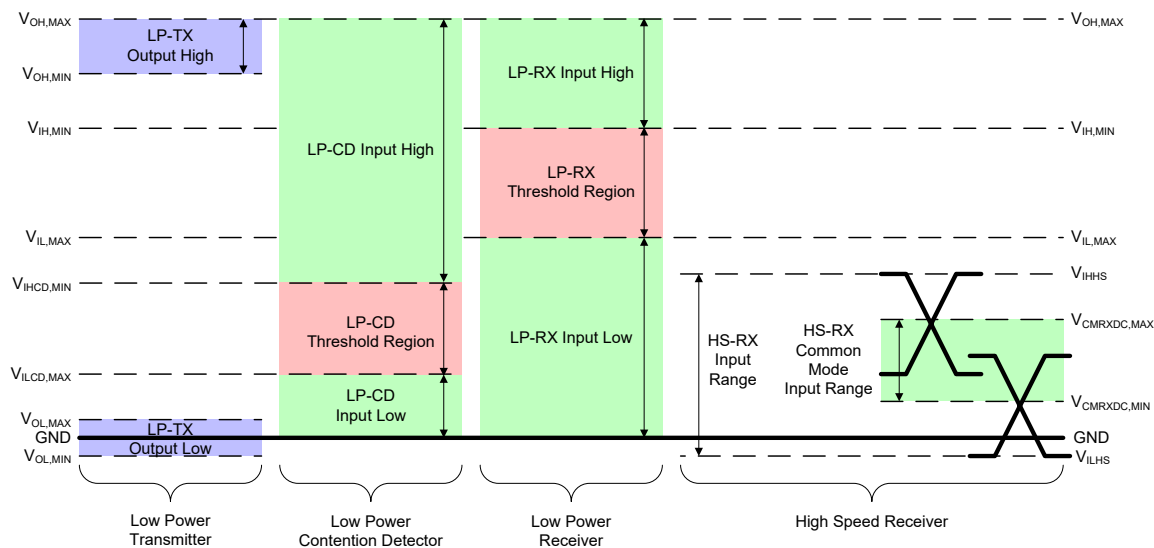 VOH,MAX
LP-TX
Output High
VOH,MIN
VIH,MIN
VIL,MAX
VIHCD,MIN
VILCD,MAX
VOL,MAX
GND
VOL,MIN
LP-TX
Output Low
LP-CD Input High
LP-CD
Threshold Region
LP-CD
Input Low
LP-RX Input High
LP-RX
Threshold Region
LP-RX Input Low
HS-RX
Input
Range
HS-RX
Common
Mode
Input Range
VOH,MAX
VIH,MIN
VIL,MAX
VIHHS
VCMRXDC,MAX
VCMRXDC,MIN
GND
VILHS
Low Power
Transmitter
Low Power
Contention Detector
Low Power
Receiver
High Speed Receiver